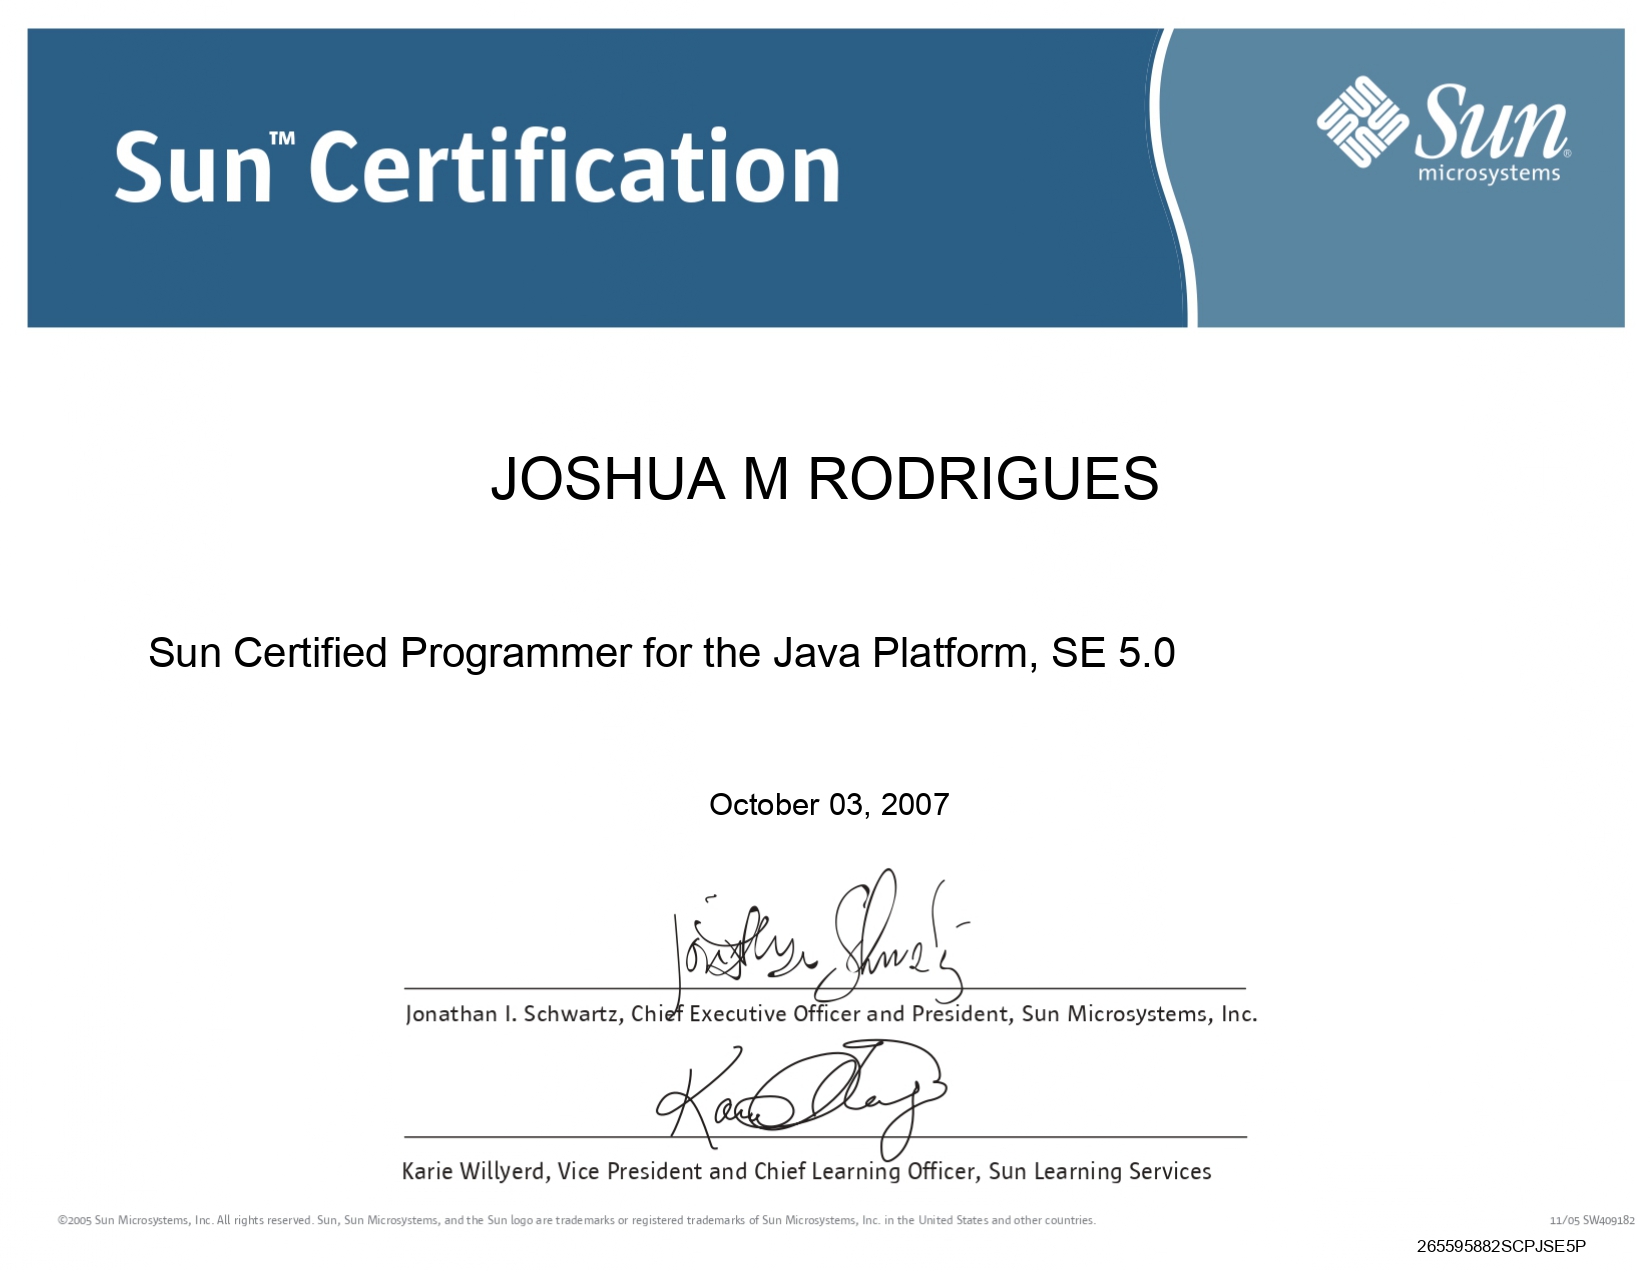 Sun™ Certification
Sun®
microsystems
JOSHUA M RODRIGUES
Sun Certified Programmer for the Java Platform, SE 5.0
October 03, 2007
Jonathan Schwartz
Jonathan I. Schwartz, Chief Executive Officer and President, Sun Microsystems, Inc.
Karie Willyerd, Vice President and Chief Learning Officer, Sun Learning Services
©2005 Sun Microsystems, Inc. All rights reserved. Sun, Sun Microsystems, and the Sun logo are trademarks or registered trademarks of Sun Microsystems, Inc. in the United States and other countries.
11/05 SW409182
265595882SCPJSE5P